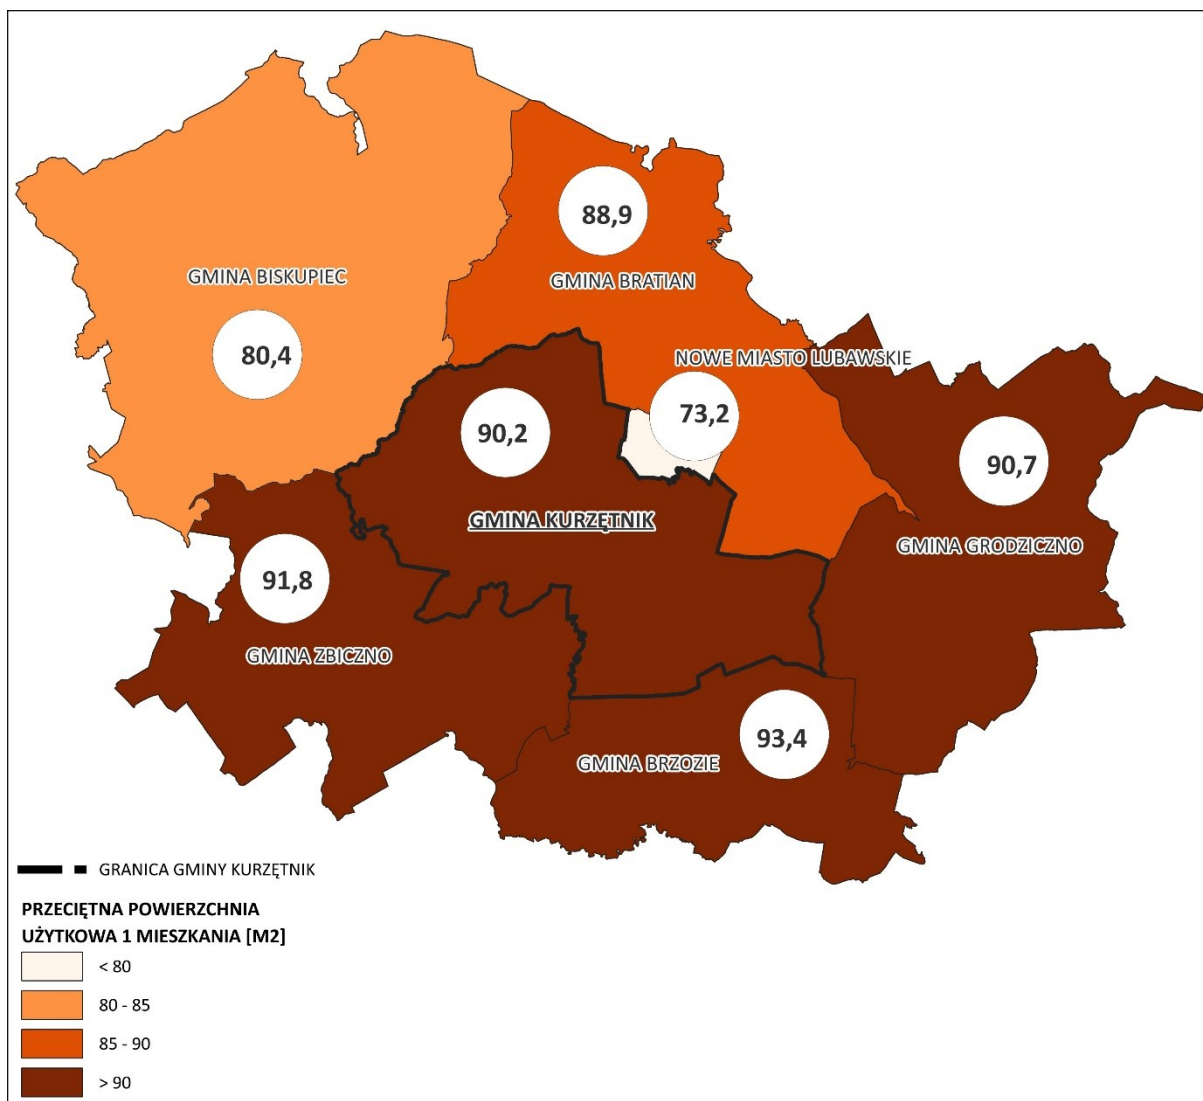 88,9
GMINA BISKUPIEC
GMINA BRATIAN
80,4
NOWE MIASTO LUBAWSKIE
73,2
90,2
90,7
GMINA KURZĘTNIK
GMINA GRODZICZNO
91,8
GMINA ZBICZNO
93,4
GMINA BRZOZIE
GRANICA GMINY KURZĘTNIK
PRZECIĘTNA POWIERZCHNIA
UŻYTKOWA 1 MIESZKANIA [M2]
< 80
80 - 85
85 - 90
> 90